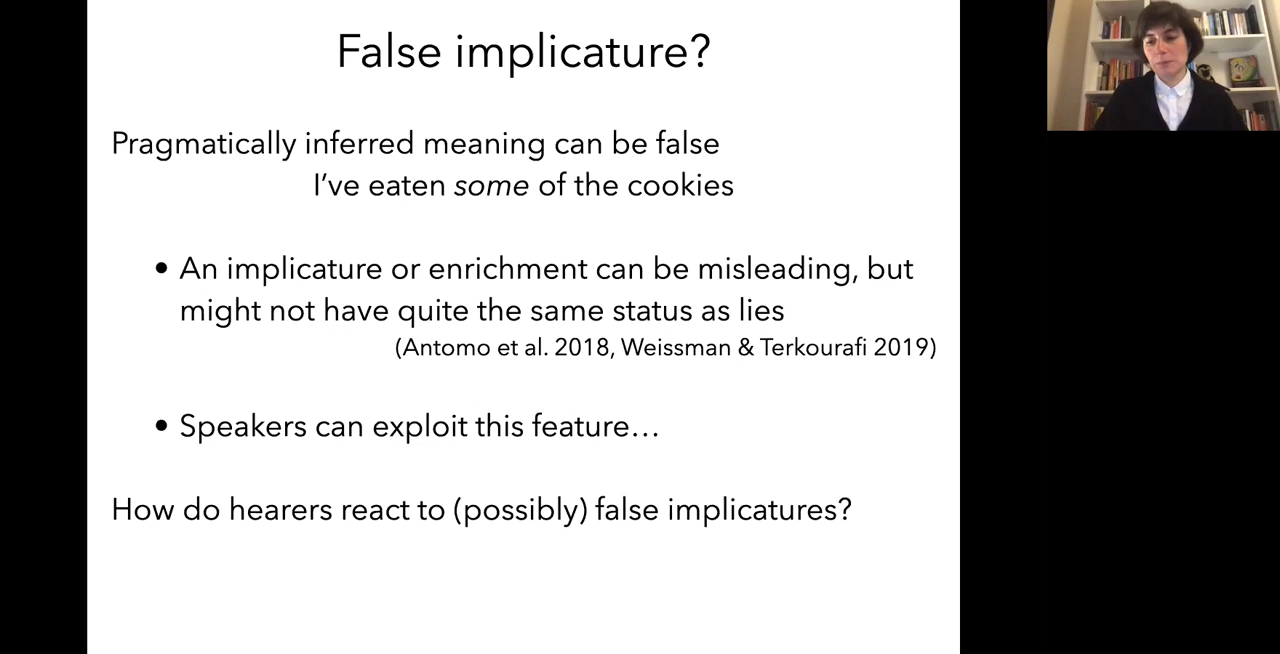 False implicature?
Pragmatically inferred meaning can be false
I've eaten some of the cookies
• An implicature or enrichment can be misleading, but
might not have quite the same status as lies
(Antomo et al. 2018, Weissman & Terkourafi 2019)
• Speakers can exploit this feature…
How do hearers react to (possibly) false implicatures?